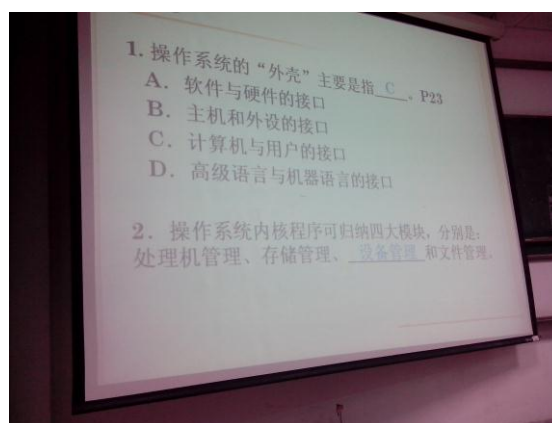 1. 操作系统的“外壳”主要是指 C 。P23
A. 软件与硬件的接口
B. 主机和外设的接口
C. 计算机与用户的接口
D. 高级语言与机器语言的接口
2. 操作系统内核程序可归纳四大模块，分别是：
处理机管理、存储管理、 设备管理 和文件管理。